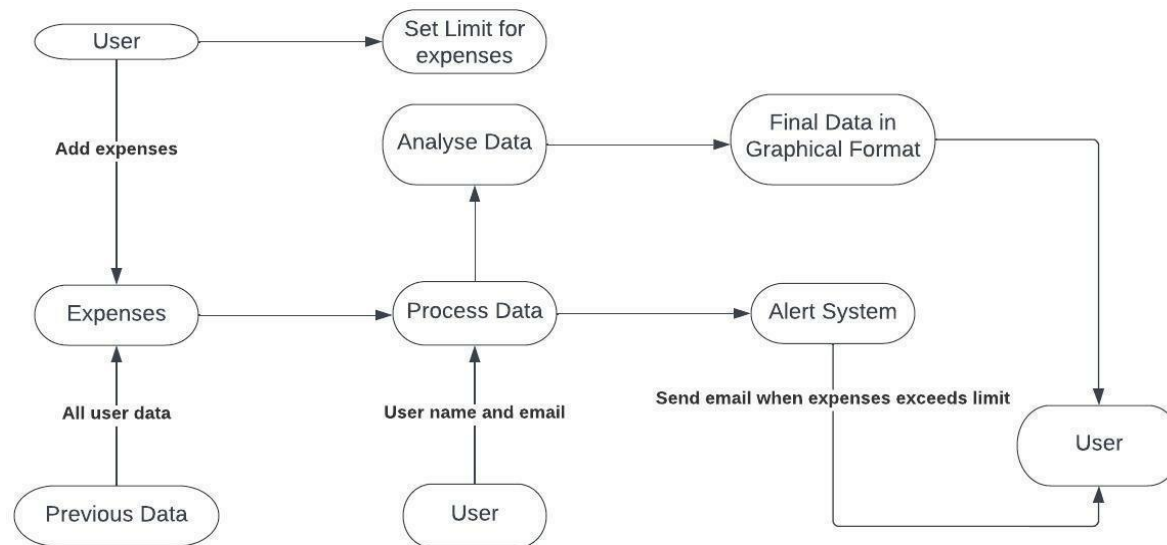 User
Set Limit for
expenses
Add expenses
Analyse Data
Final Data in
Graphical Format
Expenses
Process Data
Alert System
All user data
User name and email
Send email when expenses exceeds limit
User
Previous Data
User